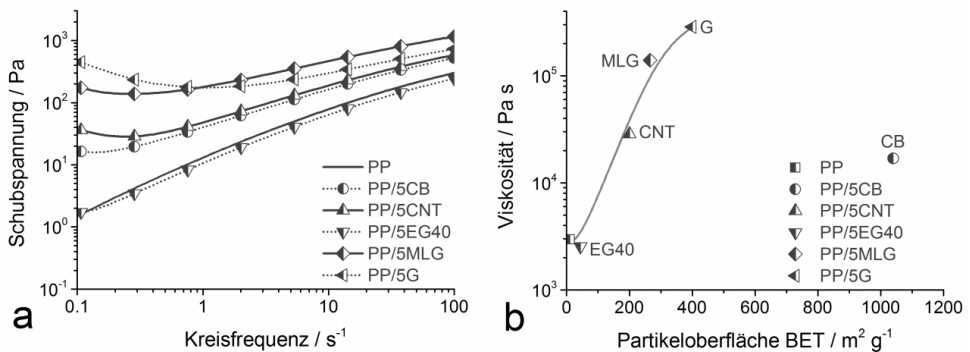 Schubspannung / Pa
10³
10²
10¹
10⁰
10⁻¹
0.1
1
10
100
Kreisfrequenz / s⁻¹
PP
PP/5CB
PP/5CNT
PP/5EG40
PP/5MLG
PP/5G
a
Viskosität / Pa s
10⁵
10⁴
10³
0
200
400
600
800
1000
1200
Partikeloberfläche BET / m² g⁻¹
G
MLG
CNT
CB
EG40
PP
PP/5CB
PP/5CNT
PP/5EG40
PP/5MLG
PP/5G
b